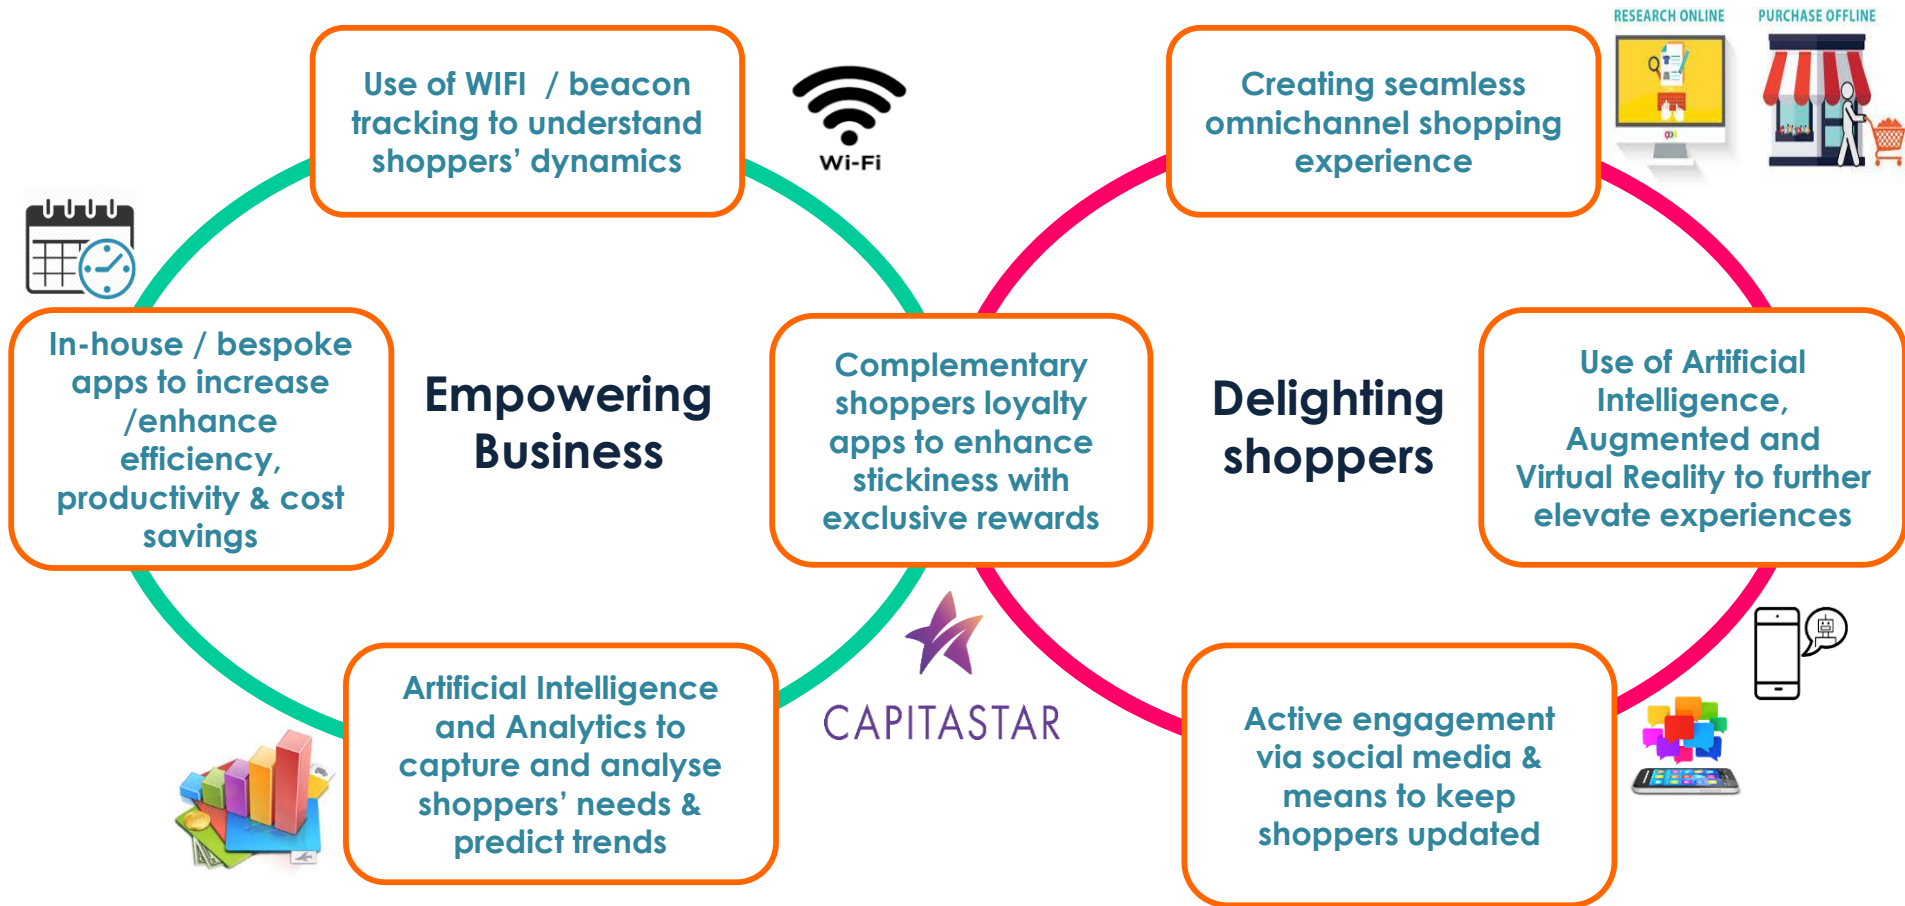 RESEARCH ONLINE
PURCHASE OFFLINE
Use of WIFI / beacon
tracking to understand
shoppers’ dynamics
Wi-Fi
Creating seamless
omnichannel shopping
experience
In-house / bespoke
apps to increase
/enhance
efficiency,
productivity & cost
savings
Empowering
Business
Complementary
shoppers loyalty
apps to enhance
stickiness with
exclusive rewards
Delighting
shoppers
Use of Artificial
Intelligence,
Augmented and
Virtual Reality to further
elevate experiences
CAPITASTAR
Artificial Intelligence
and Analytics to
capture and analyse
shoppers’ needs &
predict trends
Active engagement
via social media &
means to keep
shoppers updated